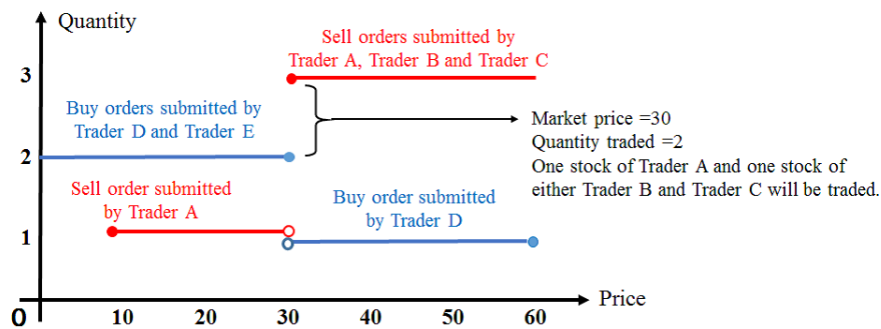 Quantity
Sell orders submitted by
Trader A, Trader B and Trader C
3
Buy orders submitted by
Trader D and Trader E
Market price =30
Quantity traded =2
One stock of Trader A and one stock of
either Trader B and Trader C will be traded.
2
Sell order submitted
by Trader A
Buy order submitted
by Trader D
1
Price
0
10
20
30
40
50
60